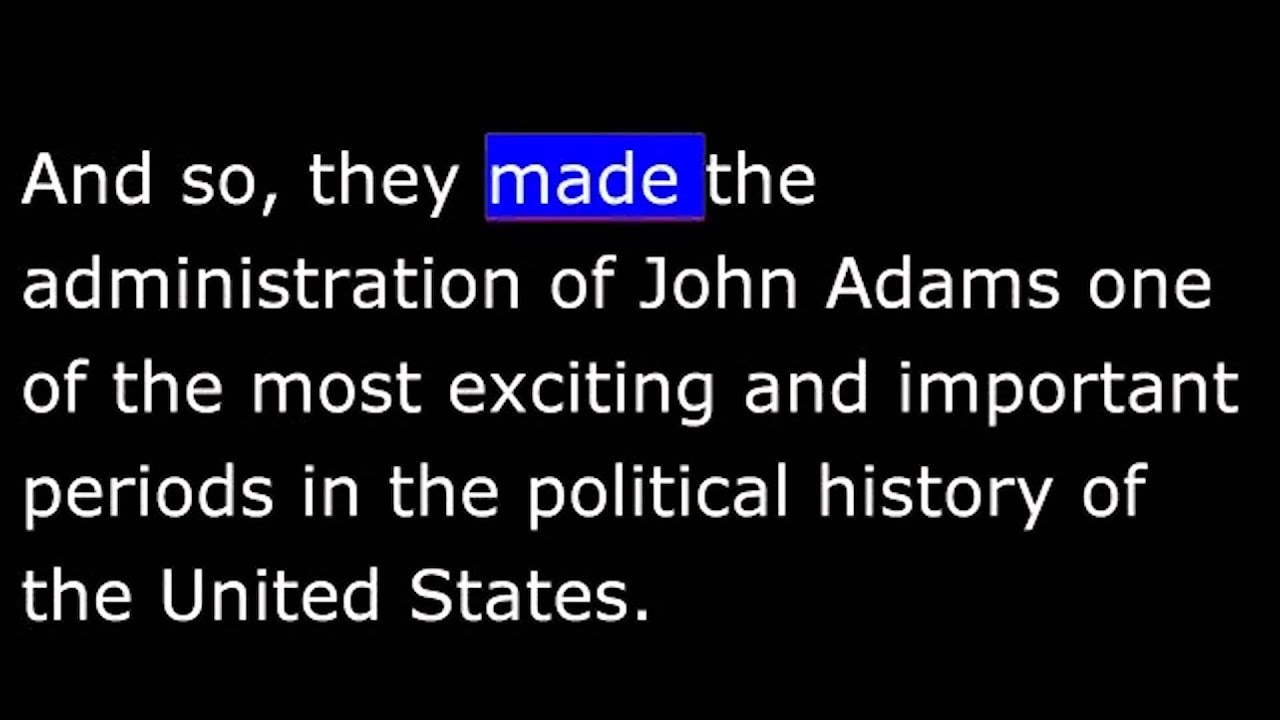 And so, they made the
administration of John Adams one
of the most exciting and important
periods in the political history of
the United States.